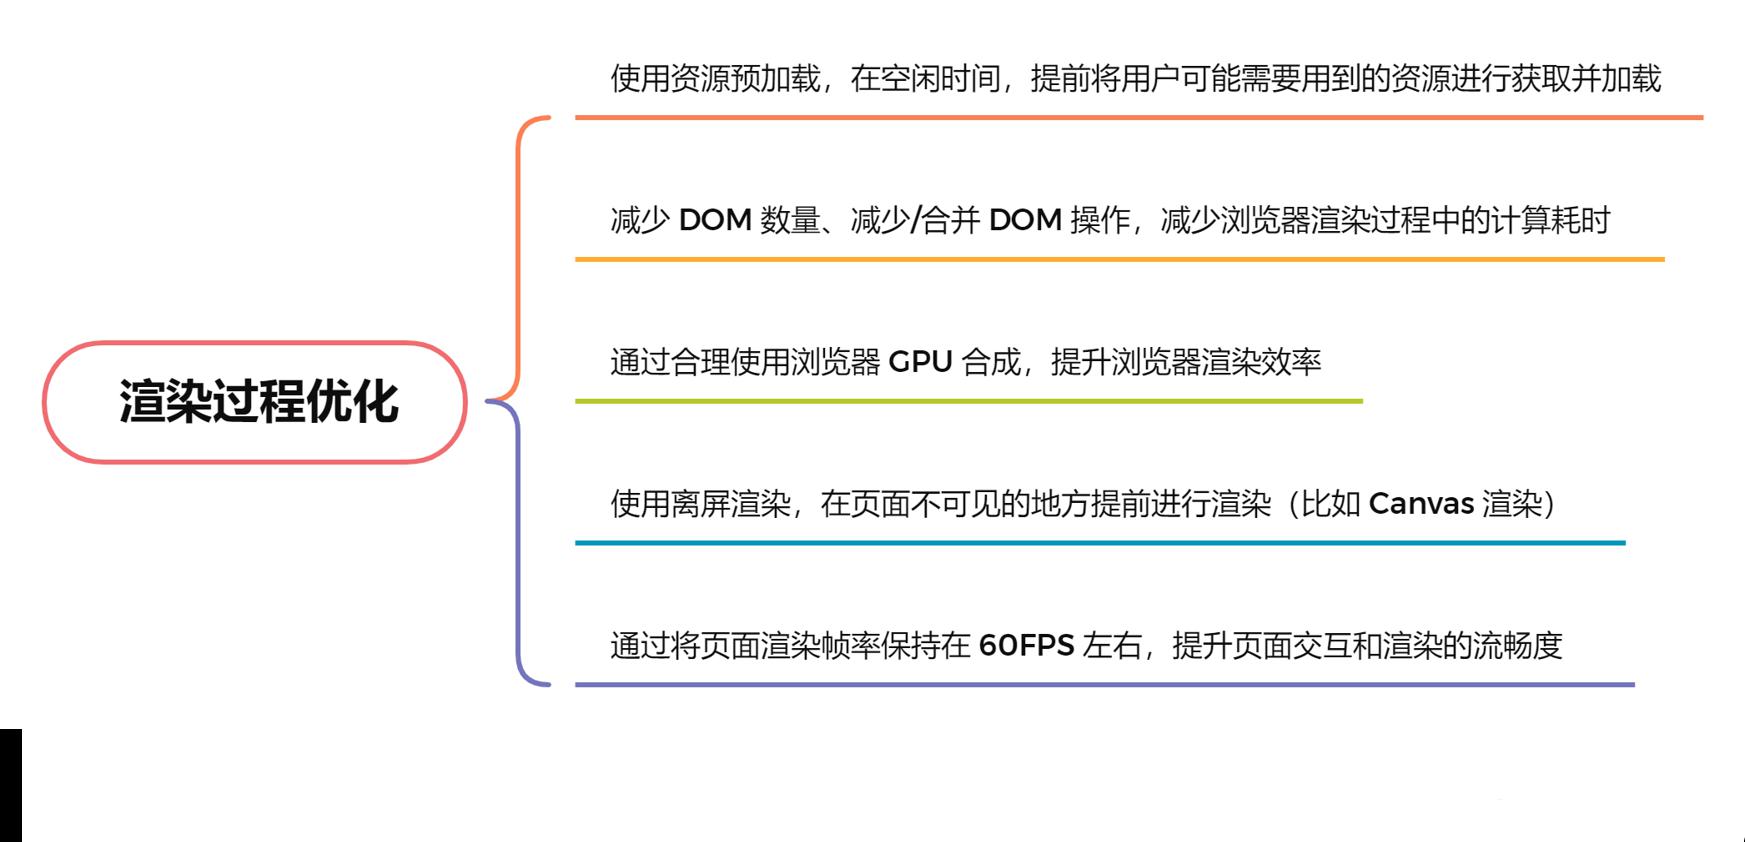 使用资源预加载，在空闲时间，提前将用户可能需要用到的资源进行获取并加载
减少 DOM 数量、减少/合并 DOM 操作，减少浏览器渲染过程中的计算耗时
通过合理使用浏览器 GPU 合成，提升浏览器渲染效率
渲染过程优化
使用离屏渲染，在页面不可见的地方提前进行渲染（比如 Canvas 渲染）
通过将页面渲染帧率保持在 60FPS 左右，提升页面交互和渲染的流畅度